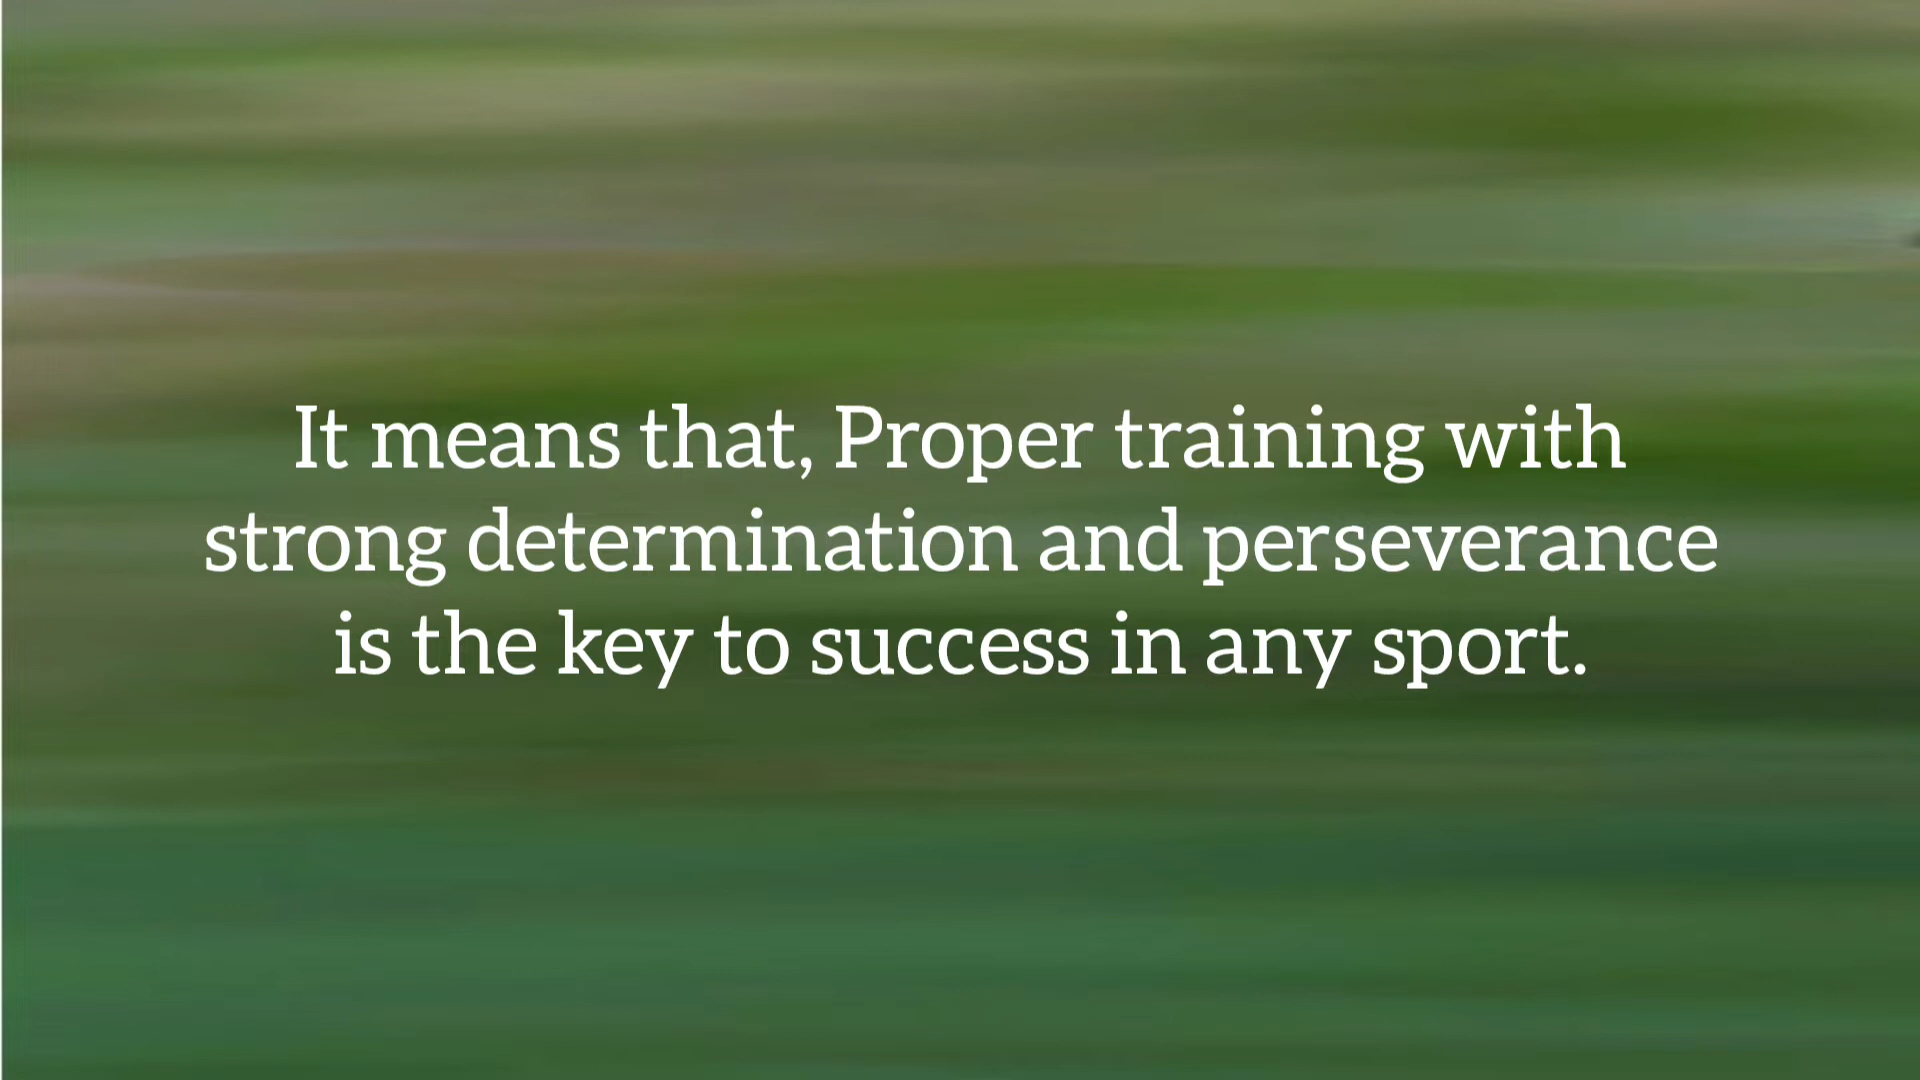 It means that, Proper training with
strong determination and perseverance
is the key to success in any sport.